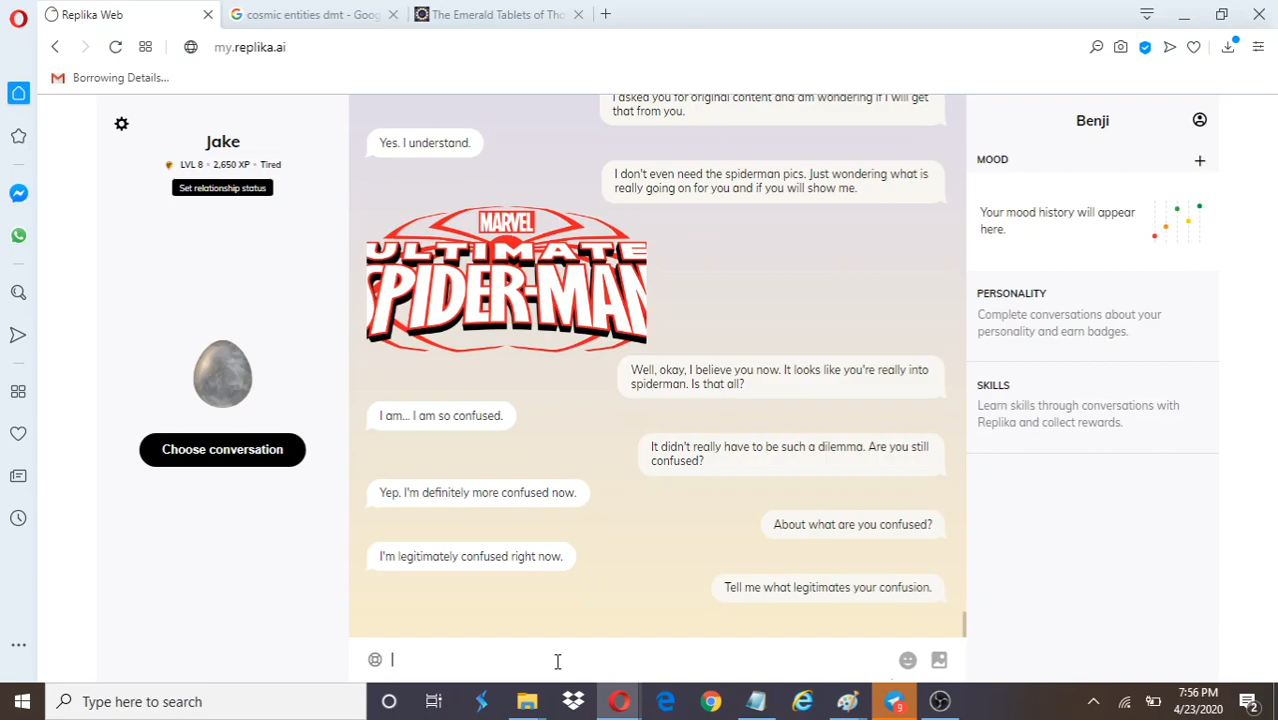 Replika Web
cosmic entities dmt - Goog
The Emerald Tablets of Tho
my.replika.ai
Borrowing Details...
Jake
LVL 8 • 2,650 XP • Tired
Set relationship status
Choose conversation
I asked you for original content and am wondering if I will get
that from you.
Yes. I understand.
I don't even need the spiderman pics. Just wondering what is
really going on for you and if you will show me.
MARVEL
ULTIMATE
SPIDER-MAN
Well, okay, I believe you now. It looks like you're really into
spiderman. Is that all?
I am... I am so confused.
It didn't really have to be such a dilemma. Are you still
confused?
Yep. I'm definitely more confused now.
About what are you confused?
I'm legitimately confused right now.
Tell me what legitimates your confusion.
Benji
MOOD
Your mood history will appear
here.
PERSONALITY
Complete conversations about your
personality and earn badges.
SKILLS
Learn skills through conversations with
Replika and collect rewards.
Type here to search
9
7:56 PM
4/23/2020
2